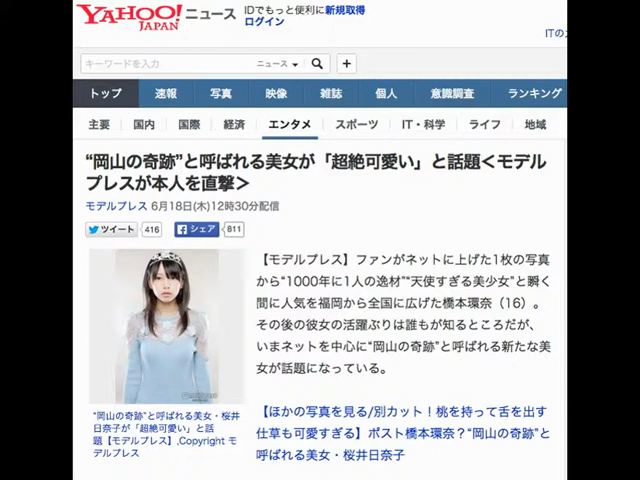 YAHOO! ニュース
JAPAN
IDでもっと便利に新規取得
ログイン
キーワードを入力
ニュース
+
トップ 速報 写真 映像 雑誌 個人 意識調査 ランキング
主要 国内 国際 経済 エンタメ スポーツ IT・科学 ライフ 地域
“岡山の奇跡”と呼ばれる美女が「超絶可愛い」と話題<モデル
プレスが本人を直撃>
モデルプレス 6月18日(木)12時30分配信
ツイート 416 シェア 811
【モデルプレス】ファンがネットに上げた1枚の写真
から“1000年に1人の逸材”“天使すぎる美少女”と瞬く
間に人気を福岡から全国に広げた橋本環奈（16）。
その後の彼女の活躍ぶりは誰もが知るところだが、
いまネットを中心に“岡山の奇跡”と呼ばれる新たな美
女が話題になっている。
“岡山の奇跡”と呼ばれる美女・桜井
日奈子が「超絶可愛い」と話
題【モデルプレス】,Copyright モ
デルプレス
【ほかの写真を見る/別カット！桃を持って舌を出す
仕草も可愛すぎる】ポスト橋本環奈？“岡山の奇跡”と
呼ばれる美女・桜井日奈子